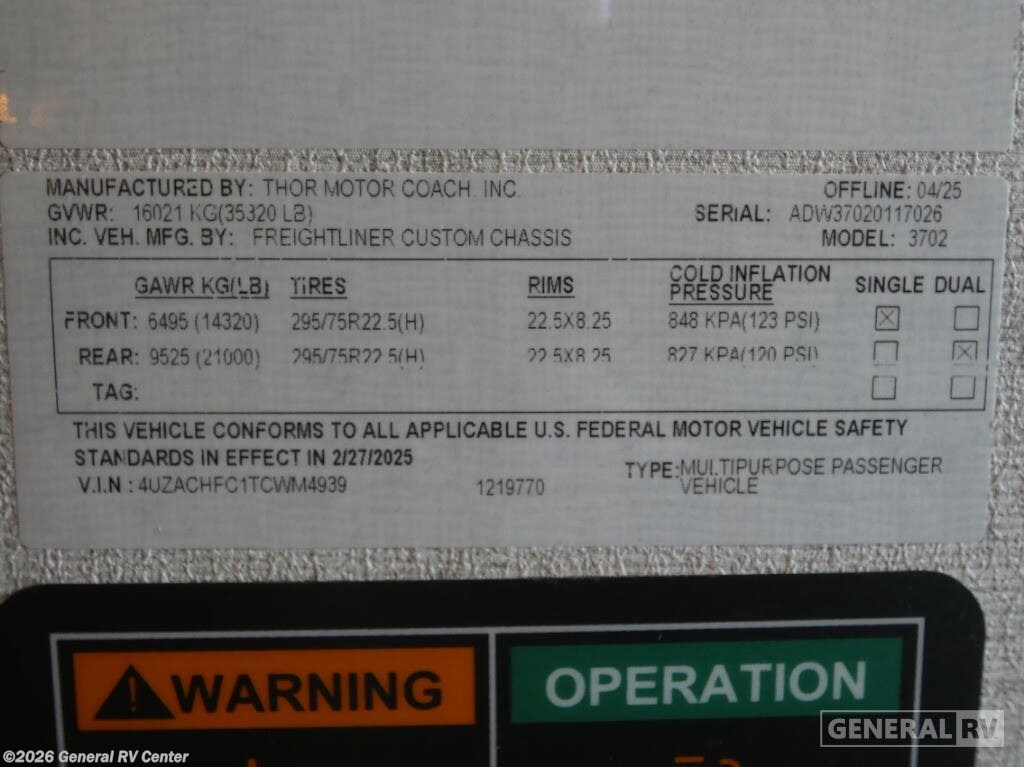 MANUFACTURED BY: THOR MOTOR COACH INC. OFFLINE: 04/25
GVWR: 16021 KG(35320 LB) SERIAL: ADW37020117026
INC. VEH. MFG. BY: FREIGHTLINER CUSTOM CHASSIS MODEL: 3702
GAWR KG(LB) TIRES RIMS COLD INFLATION PRESSURE SINGLE DUAL
FRONT: 6495 (14320) 295/75R22.5(H) 22.5X8.25 848 KPA(123 PSI) ☒ ☐
REAR: 9525 (21000) 295/75R22.5(H) 22.5X8.25 827 KPA(120 PSI) ☐ ☒
TAG: ☐ ☐
THIS VEHICLE CONFORMS TO ALL APPLICABLE U.S. FEDERAL MOTOR VEHICLE SAFETY
STANDARDS IN EFFECT IN 2/27/2025
V.I.N : 4UZACHFC1TCWM4939 1219770 TYPE: MULTIPURPOSE PASSENGER VEHICLE
WARNING OPERATION
GENERAL RV
©2026 General RV Center